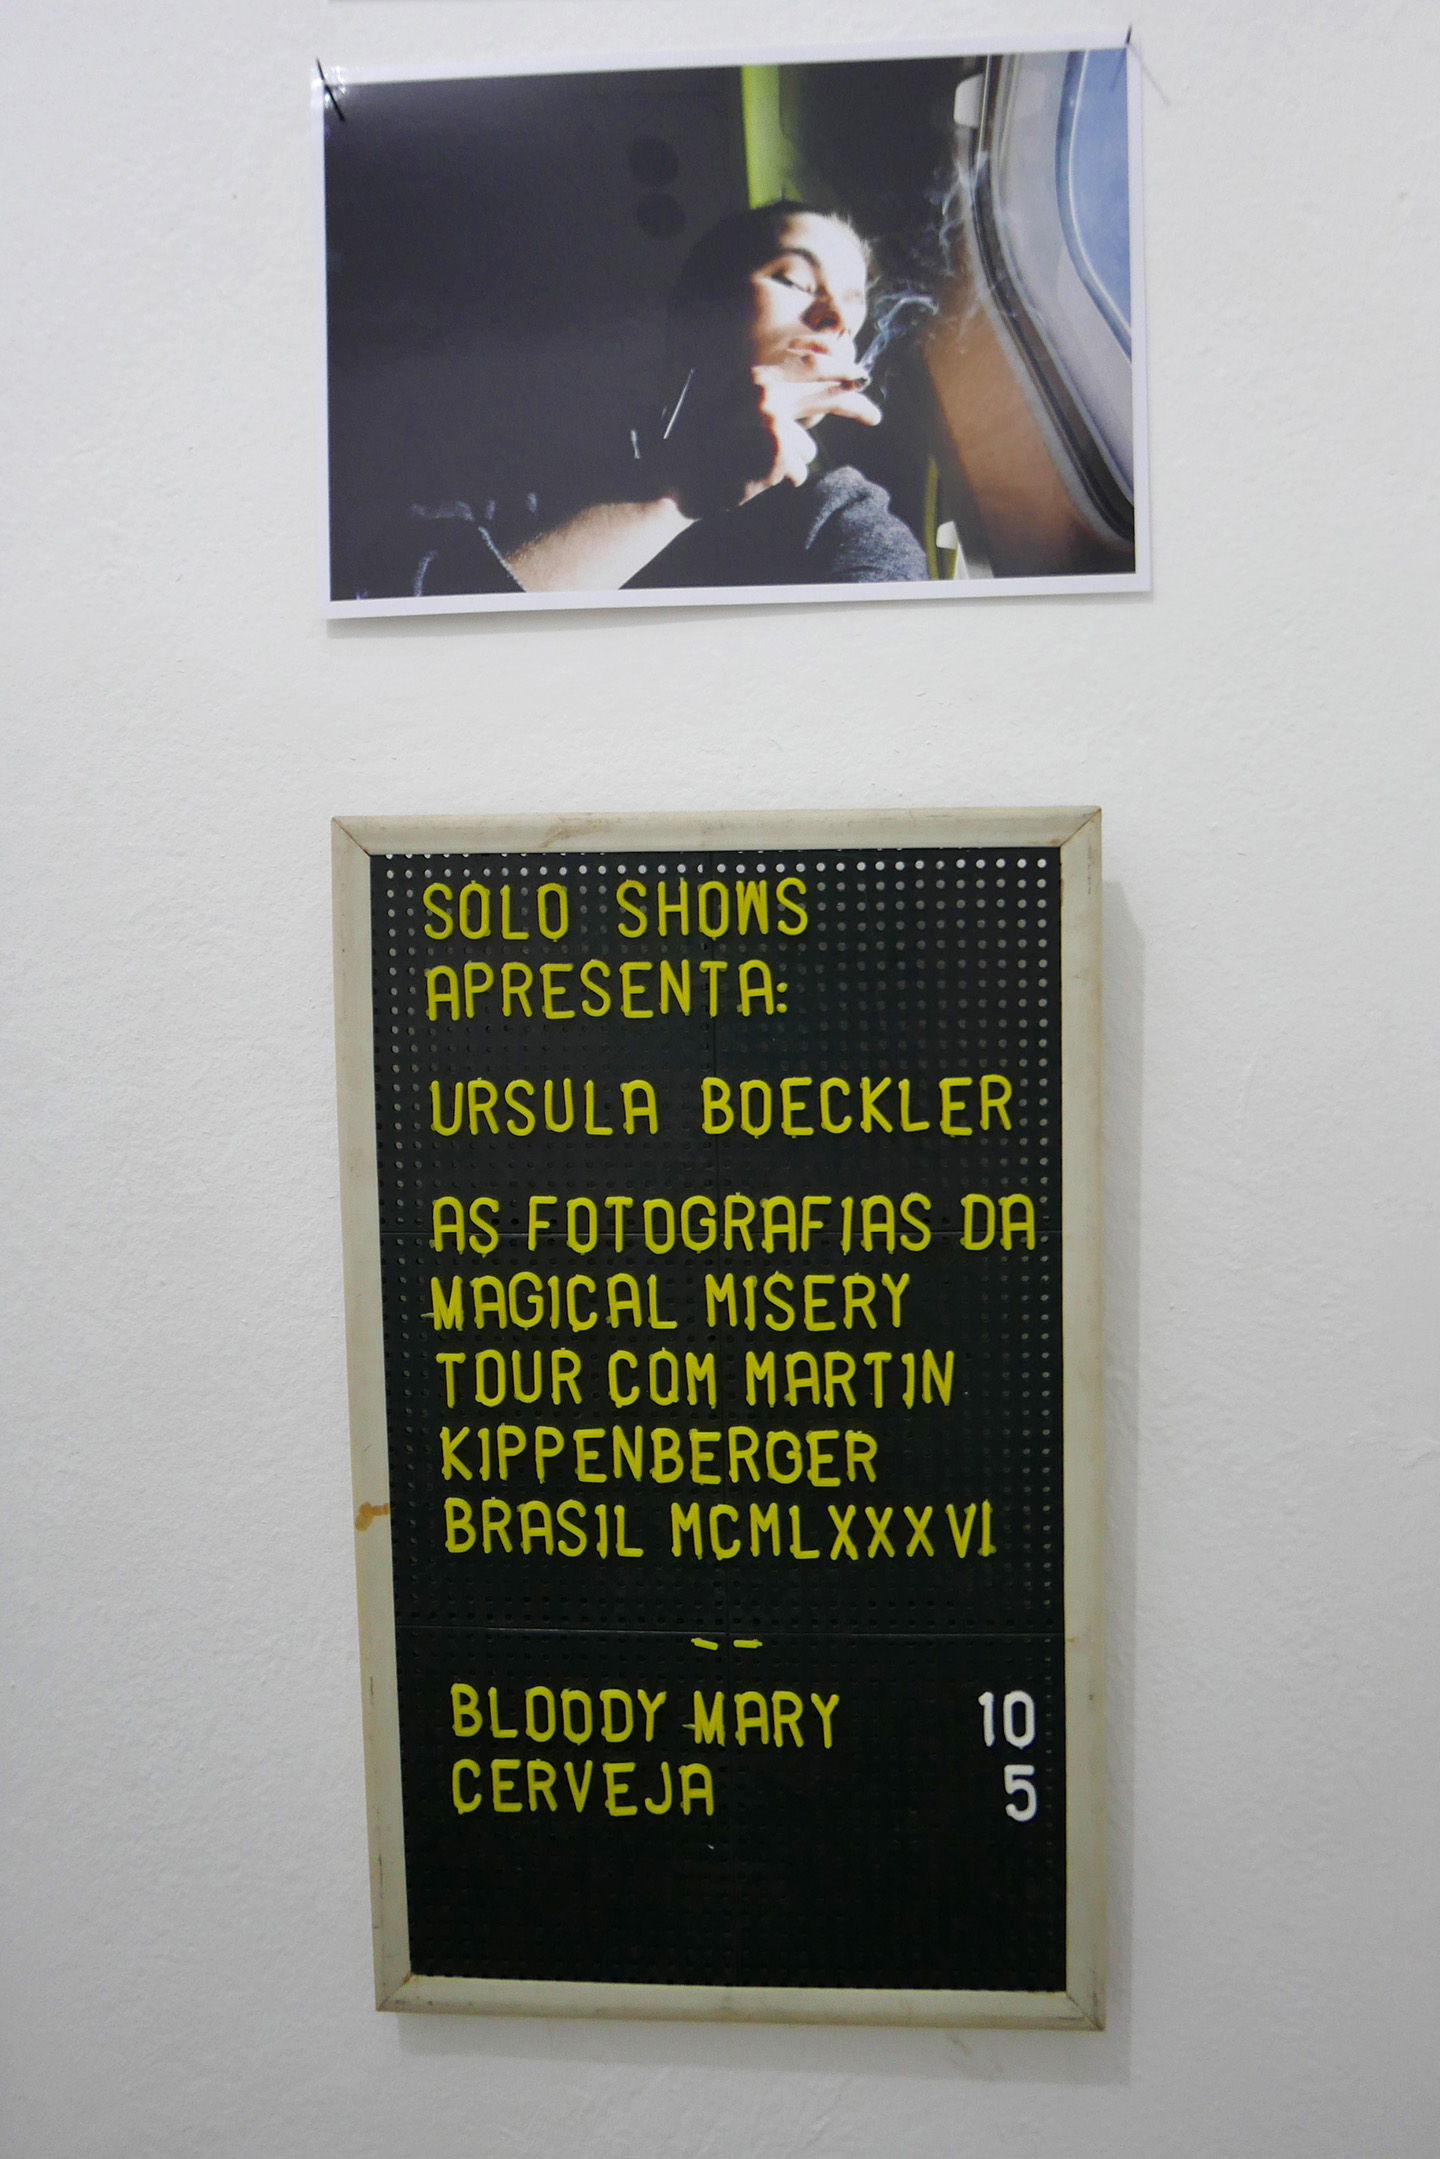 SOLO SHOWS
APRESENTA:
URSULA BOECKLER
AS FOTOGRAFIAS DA
MAGICAL MISERY
TOUR COM MARTIN
KIPPENBERGER
BRASIL MCMLXXXVI
--
BLOODY MARY 10
CERVEJA 5